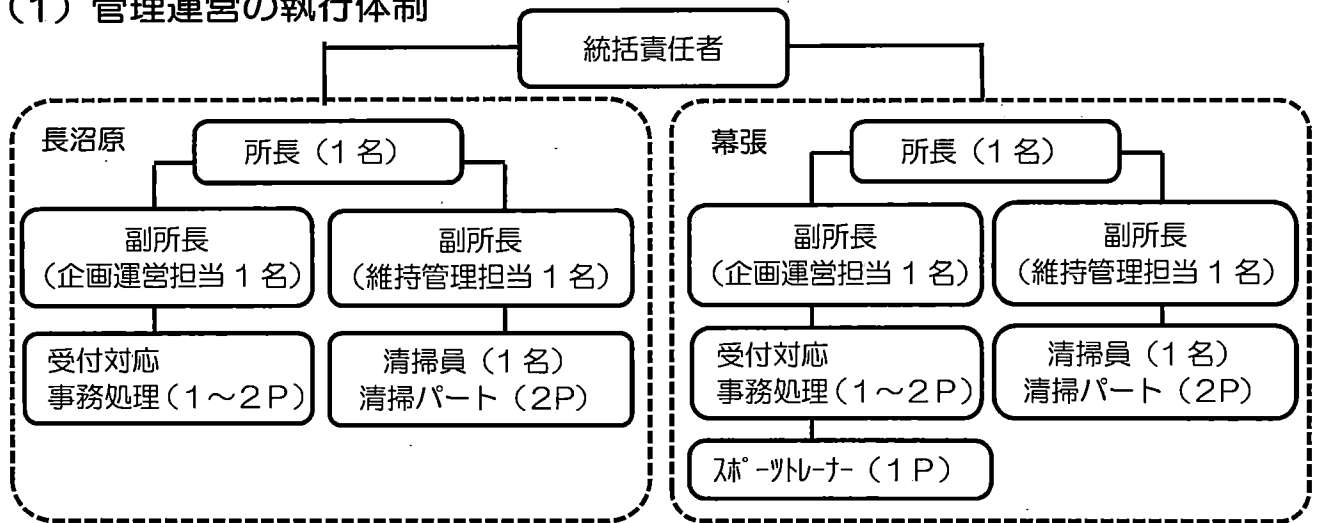 (1)管理運営の執行体制
統括責任者
長沼原
所長(1名)
副所長
(企画運営担当1名)
副所長
(維持管理担当1名)
受付対応
事務処理(1~2P)
清掃員(1名)
清掃パート(2P)
幕張
所長(1名)
副所長
(企画運営担当1名)
副所長
(維持管理担当1名)
受付対応
事務処理(1~2P)
清掃員(1名)
清掃パート(2P)
スポーツトレーナー(1P)